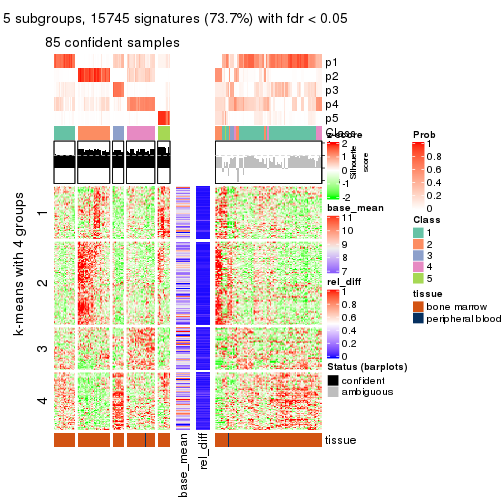 5 subgroups, 15745 signatures (73.7%) with fdr < 0.05
85 confident samples
p1
p2
p3
p4
p5
Class
z-score
2
1
0
-1
-2
Silhouette
score
1
2
3
4
k-means with 4 groups
base_mean
11
10
9
8
7
rel_diff
1
0.8
0.6
0.4
0.2
0
Status (barplots)
confident
ambiguous
Prob
1
0.8
0.6
0.4
0.2
0
Class
1
2
3
4
5
tissue
bone marrow
peripheral blood
tissue
base_mean
rel_diff